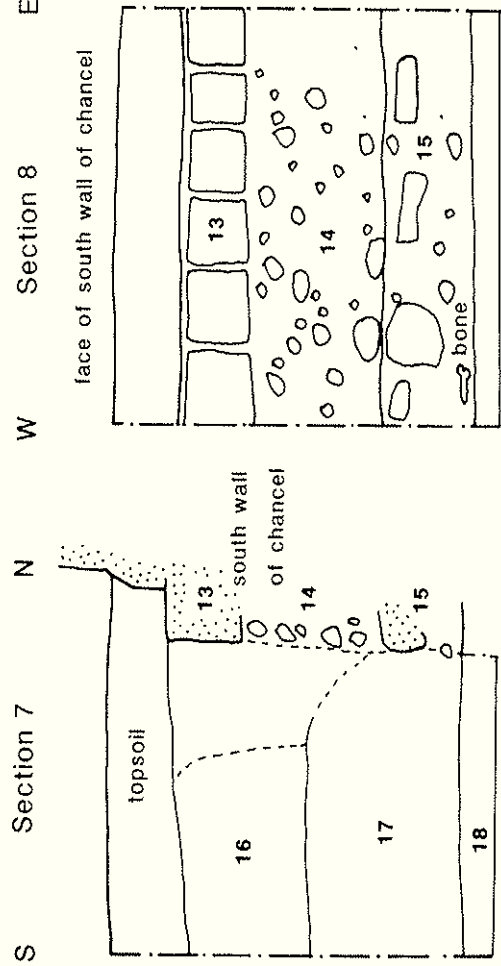 S Section 7 N
topsoil
13
south wall
of chancel
14
15
16
17
18
W Section 8 E
face of south wall of chancel
13
14
15
bone